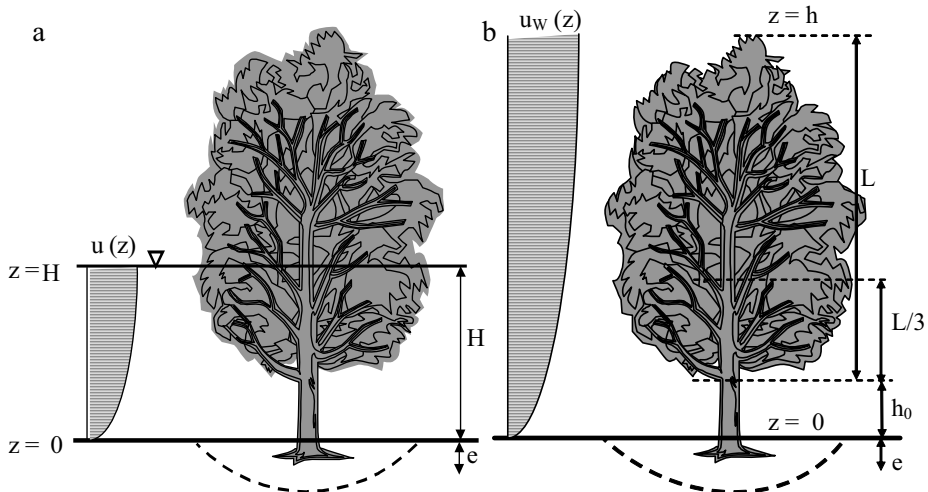 a
u (z)
z = H
H
z = 0
e
b
u_W (z)
z = h
L
L/3
h_0
z = 0
e